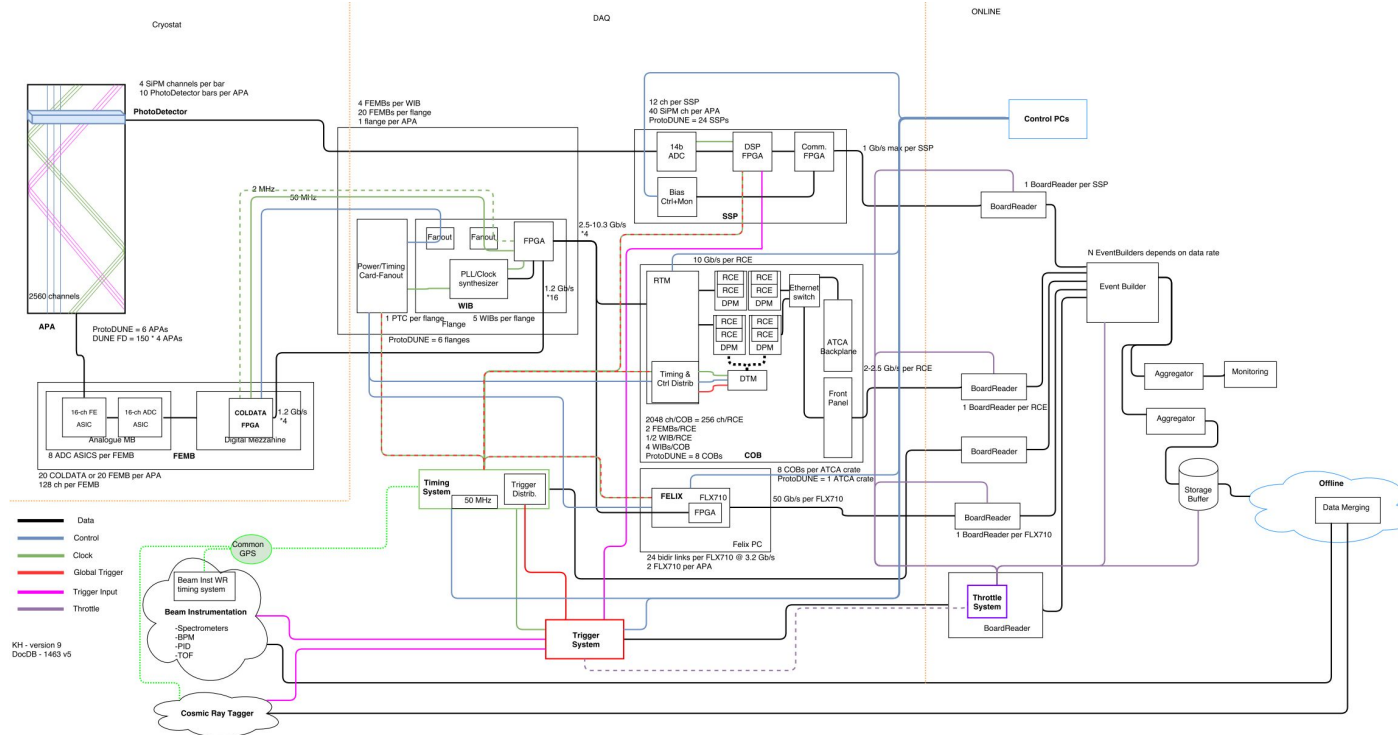 Cryostat
DAQ
ONLINE
4 SiPM channels per bar
10 PhotoDetector bars per APA
PhotoDetector
4 FEMBs per WIB
20 FEMBs per flange
1 flange per APA
12 ch per SSP
40 SiPM ch per APA
ProtoDUNE = 24 SSPs
14b
ADC
DSP
FPGA
Comm.
FPGA
Bias
Ctrl+Mon
SSP
1 Gb/s max per SSP
Control PCs
1 BoardReader per SSP
BoardReader
2 MHz
50 MHz
Fanout
Fanout
FPGA
2.5-10.3 Gb/s
*4
Power/Timing
Card-Fanout
PLL/Clock
synthesizer
WIB
1.2 Gb/s
*16
1 PTC per flange
5 WIBs per flange
Flange
ProtoDUNE = 6 flanges
10 Gb/s per RCE
RTM
RCE
RCE
DPM
RCE
RCE
DPM
RCE
RCE
DPM
RCE
RCE
DPM
Ethernet
switch
ATCA
Backplane
Timing &
Ctrl Distrib
DTM
Front
Panel
2-2.5 Gb/s per RCE
2048 ch/COB = 256 ch/RCE
2 FEMBs/RCE
1/2 WIB/RCE
4 WIBs/COB
ProtoDUNE = 8 COBs
COB
N EventBuilders depends on data rate
Event Builder
BoardReader
1 BoardReader per RCE
BoardReader
Aggregator
Monitoring
Aggregator
2560 channels
APA
ProtoDUNE = 6 APAs
DUNE FD = 150 * 4 APAs
16-ch FE
ASIC
16-ch ADC
ASIC
Analogue MB
COLDATA
FPGA
1.2 Gb/s
*4
Digital Mezzanine
8 ADC ASICS per FEMB
FEMB
20 COLDATA or 20 FEMB per APA
128 ch per FEMB
Timing
System
50 MHz
Trigger
Distrib.
8 COBs per ATCA crate
ProtoDUNE = 1 ATCA crate
FELIX
FLX710
FPGA
Felix PC
50 Gb/s per FLX710
24 bidir links per FLX710 @ 3.2 Gb/s
2 FLX710 per APA
BoardReader
1 BoardReader per FLX710
Storage
Buffer
Offline
Data Merging
Data
Control
Clock
Global Trigger
Trigger Input
Throttle
Common
GPS
Beam Inst WR
timing system
Beam Instrumentation
-Spectrometers
-BPM
-PID
-TOF
KH - version 9
DocDB - 1463 v5
Trigger
System
Throttle
System
BoardReader
Cosmic Ray Tagger